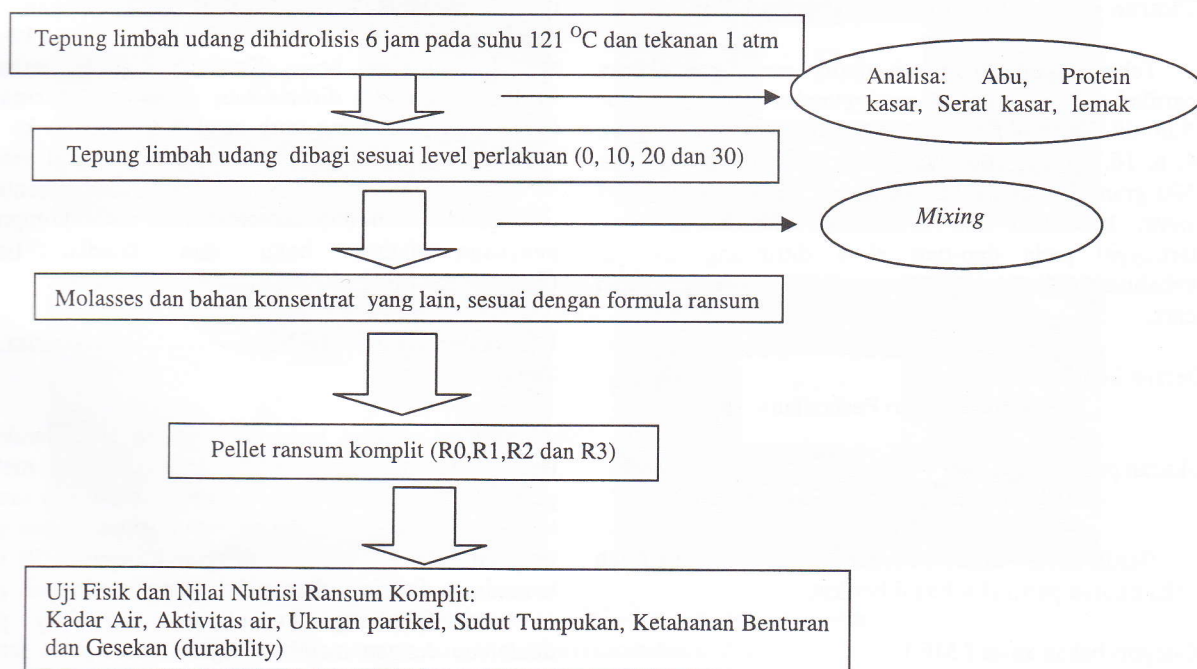 Tepung limbah udang dihidrolisis 6 jam pada suhu 121 °C dan tekanan 1 atm
Analisa: Abu, Protein
kasar, Serat kasar, lemak
Tepung limbah udang dibagi sesuai level perlakuan (0, 10, 20 dan 30)
Mixing
Molasses dan bahan konsentrat yang lain, sesuai dengan formula ransum
Pellet ransum komplit (R0,R1,R2 dan R3)
Uji Fisik dan Nilai Nutrisi Ransum Komplit:
Kadar Air, Aktivitas air, Ukuran partikel, Sudut Tumpukan, Ketahanan Benturan
dan Gesekan (durability)